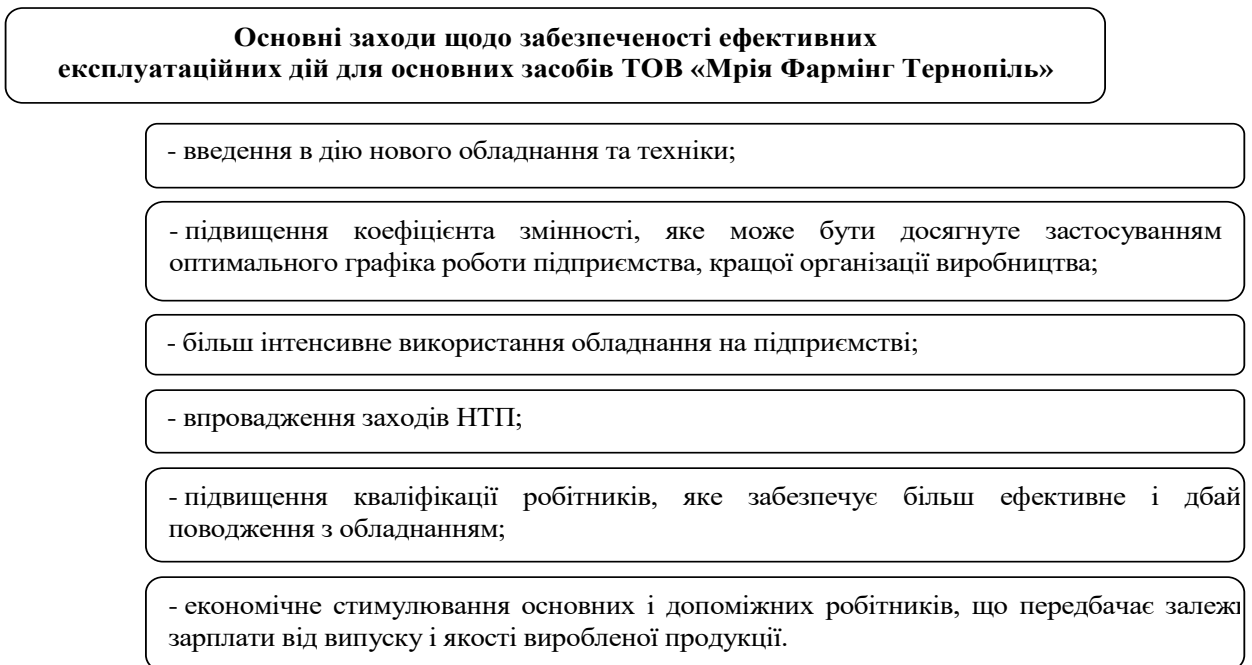 Основні заходи щодо забезпеченості ефективних
експлуатаційних дій для основних засобів ТОВ «Мрія Фармінг Тернопіль»
- введення в дію нового обладнання та техніки;
- підвищення коефіцієнта змінності, яке може бути досягнуте застосуванням
оптимального графіка роботи підприємства, кращої організації виробництва;
- більш інтенсивне використання обладнання на підприємстві;
- впровадження заходів НТП;
- підвищення кваліфікації робітників, яке забезпечує більш ефективне і дбай
поводження з обладнанням;
- економічне стимулювання основних і допоміжних робітників, що передбачає
зарплати від випуску і якості виробленої продукції.